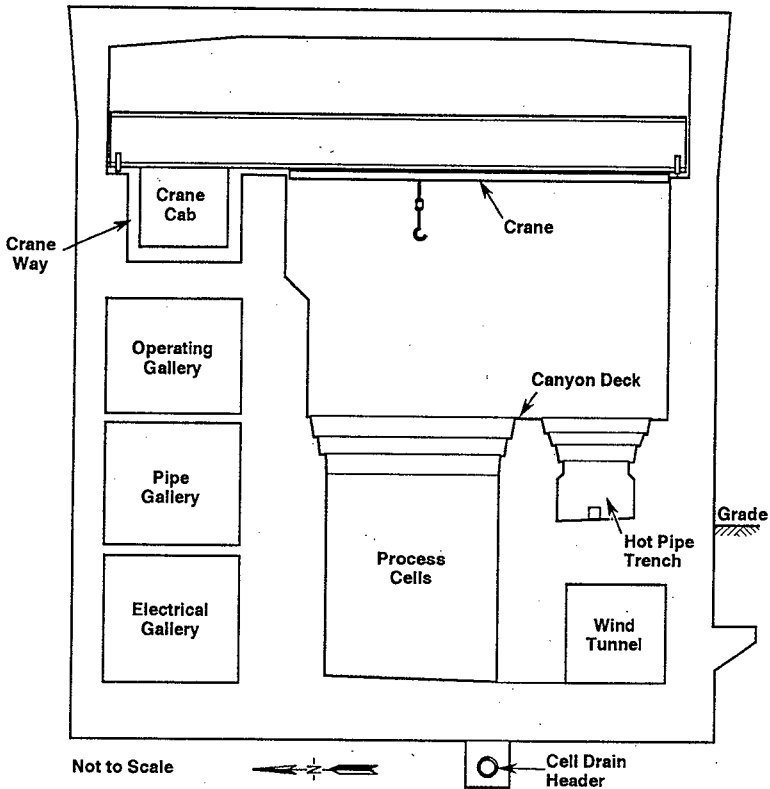 Crane
Cab
Crane
Way
Crane
Operating
Gallery
Canyon Deck
Pipe
Gallery
Grade
Hot Pipe
Trench
Process
Cells
Electrical
Gallery
Wind
Tunnel
Not to Scale
N
Cell Drain
Header